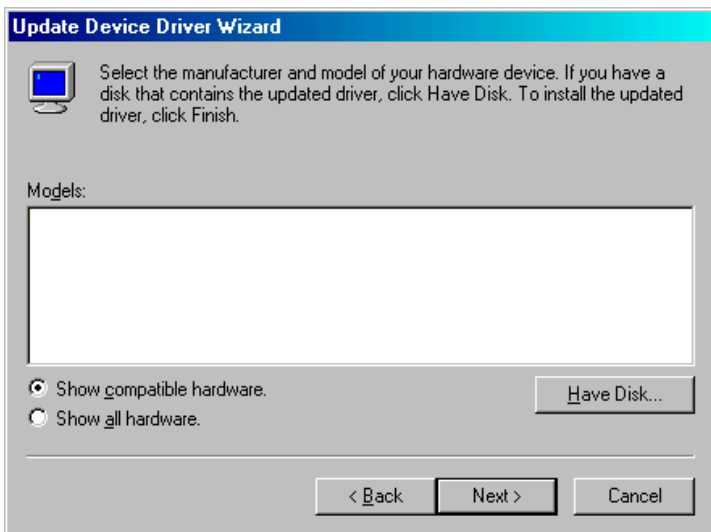 Update Device Driver Wizard
Select the manufacturer and model of your hardware device. If you have a
disk that contains the updated driver, click Have Disk. To install the updated
driver, click Finish.
Models:
Show compatible hardware.
Have Disk...
Show all hardware.
< Back
Next >
Cancel